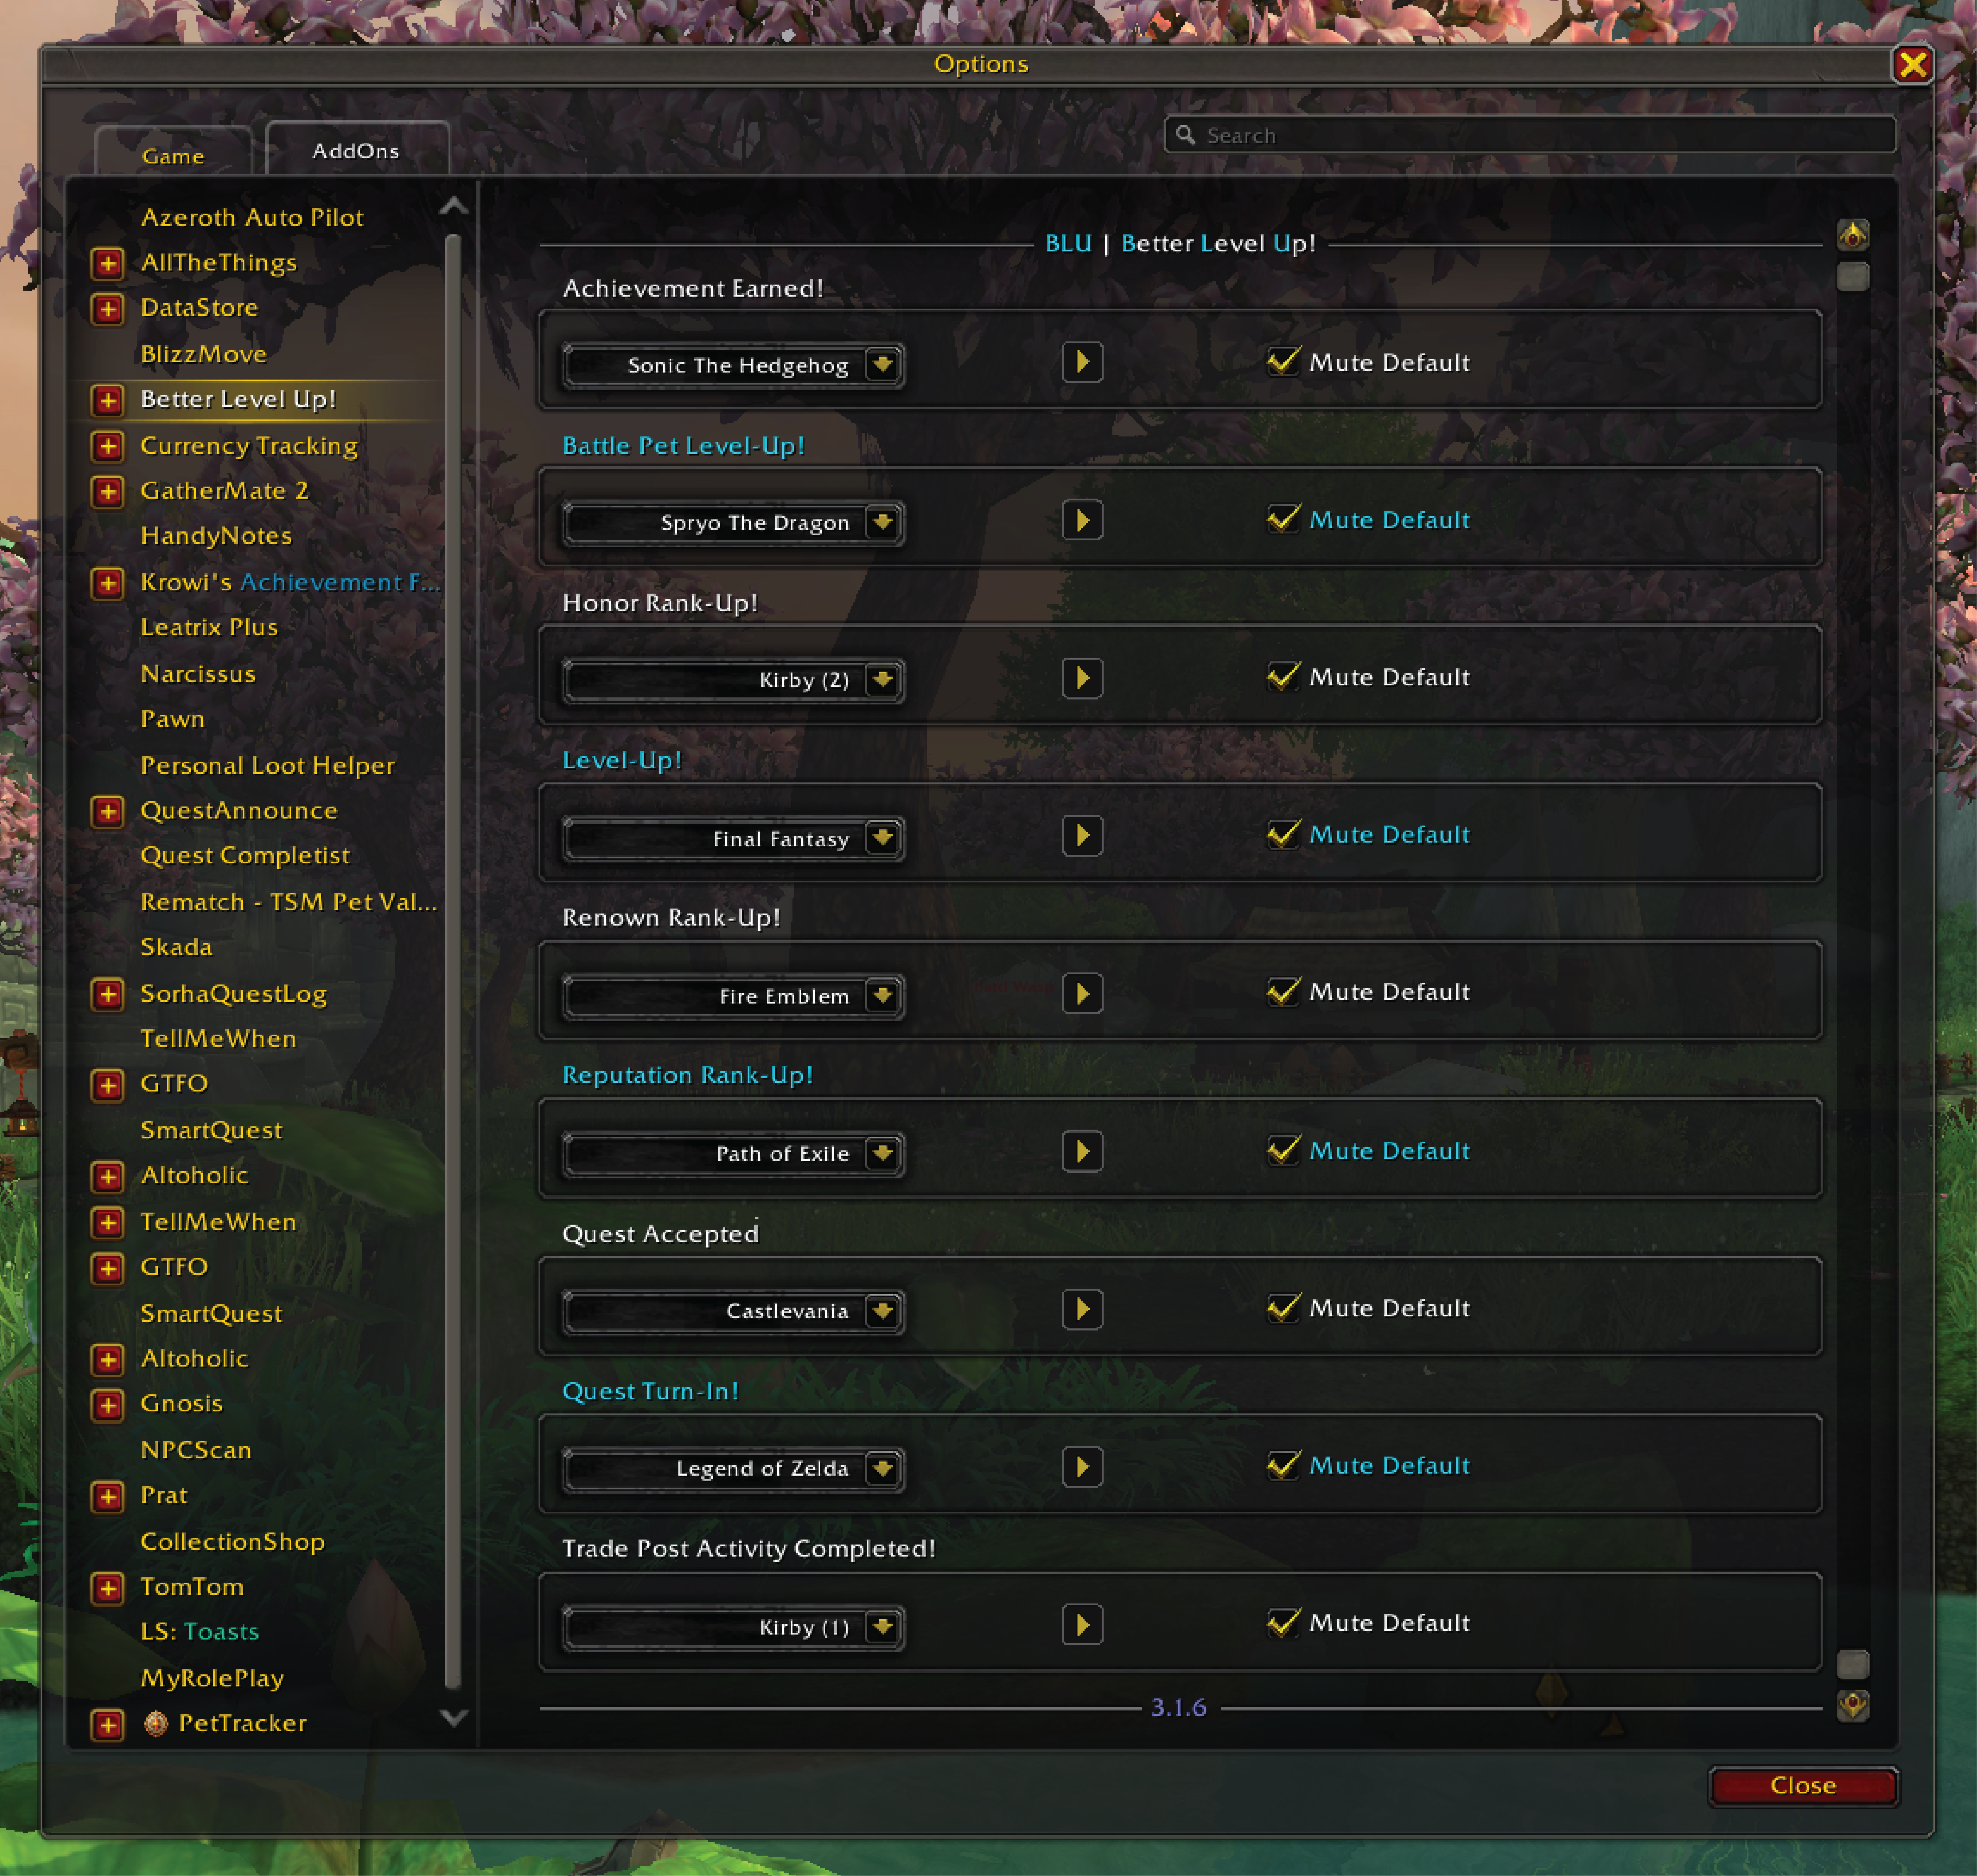 Options
Game
AddOns
Search
Azeroth Auto Pilot
AllTheThings
DataStore
BlizzMove
Better Level Up!
Currency Tracking
GatherMate 2
HandyNotes
Krowi's Achievement F...
Leatrix Plus
Narcissus
Pawn
Personal Loot Helper
QuestAnnounce
Quest Completist
Rematch - TSM Pet Val...
Skada
SorhaQuestLog
TellMeWhen
GTFO
SmartQuest
Altoholic
TellMeWhen
GTFO
SmartQuest
Altoholic
Gnosis
NPCScan
Prat
CollectionShop
TomTom
LS: Toasts
MyRolePlay
PetTracker
BLU | Better Level Up!
Achievement Earned!
Sonic The Hedgehog
Mute Default
Battle Pet Level-Up!
Spryo The Dragon
Mute Default
Honor Rank-Up!
Kirby (2)
Mute Default
Level-Up!
Final Fantasy
Mute Default
Renown Rank-Up!
Fire Emblem
Mute Default
Reputation Rank-Up!
Path of Exile
Mute Default
Quest Accepted
Castlevania
Mute Default
Quest Turn-In!
Legend of Zelda
Mute Default
Trade Post Activity Completed!
Kirby (1)
Mute Default
3.1.6
Close